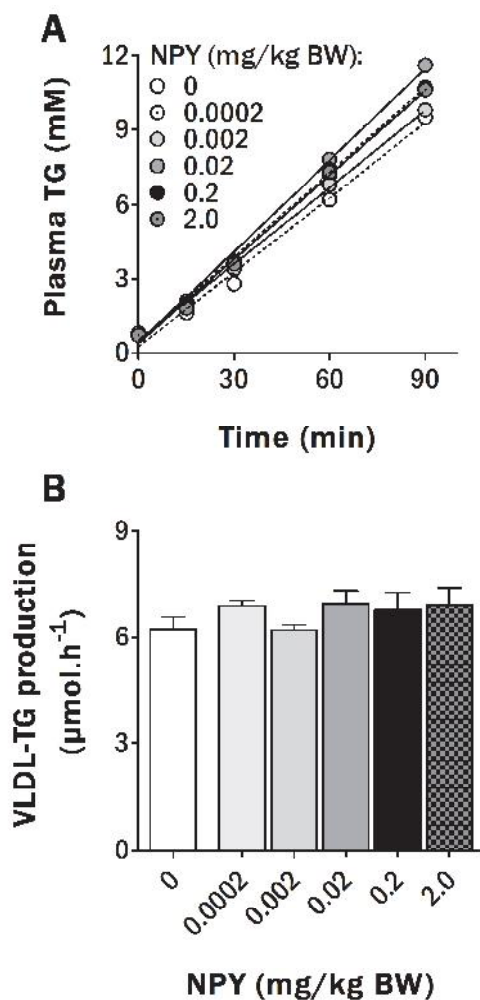 A
NPY (mg/kg BW):
0
0.0002
0.002
0.02
0.2
2.0
Plasma TG (mM)
12
9
6
3
0
0 30 60 90
Time (min)
B
VLDL-TG production
(µmol.h⁻¹)
9
6
3
0
0 0.0002 0.002 0.02 0.2 2.0
NPY (mg/kg BW)